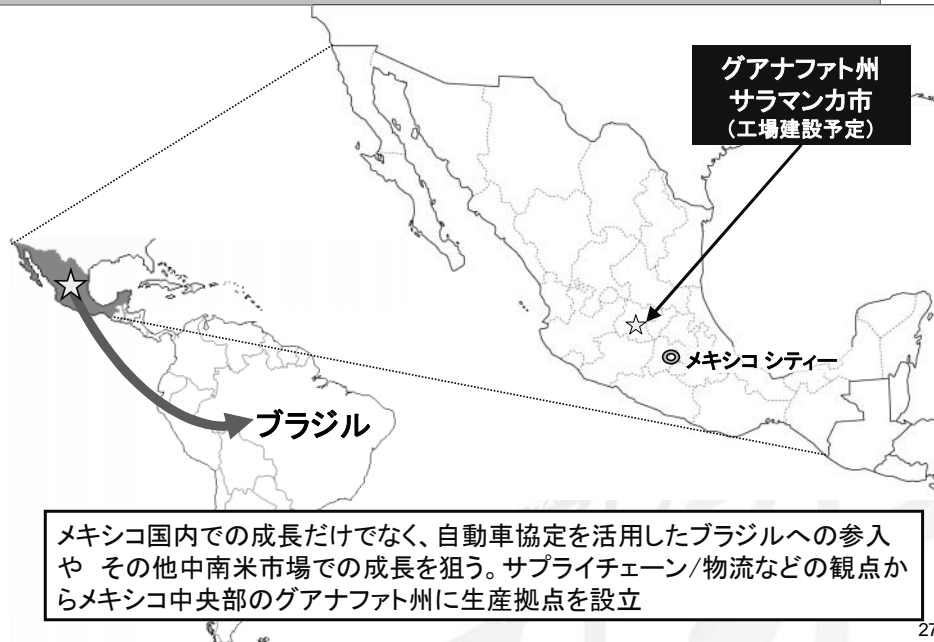 グアナファト州
サラマンカ市
（工場建設予定）
メキシコ シティー
ブラジル
メキシコ国内での成長だけでなく、自動車協定を活用したブラジルへの参入
や その他中南米市場での成長を狙う。サプライチェーン/物流などの観点か
らメキシコ中央部のグアナファト州に生産拠点を設立
27